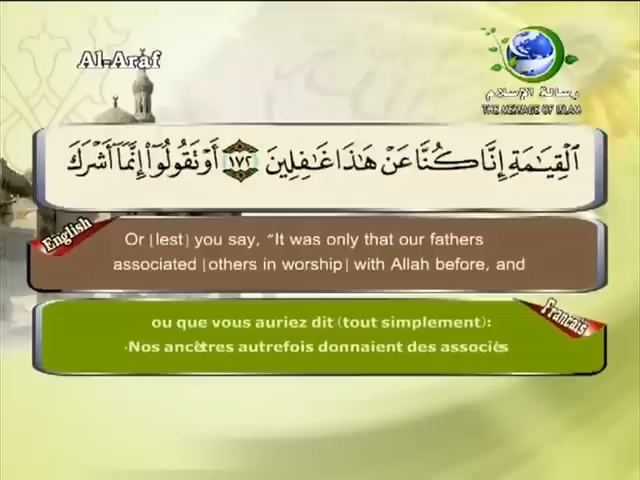 Al-Araf
رسالة الإسلام
THE MESSAGE OF ISLAM
ٱلْقِيَـٰمَةِ إِنَّا كُنَّا عَنْ هَـٰذَا غَـٰفِلِينَ ١٧٢ أَوْ تَقُولُوٓا۟ إِنَّمَآ أَشْرَكَ
English
Or [lest] you say, "It was only that our fathers
associated [others in worship] with Allah before, and
Francais
ou que vous auriez dit (tout simplement):
«Nos ancêtres autrefois donnaient des associés